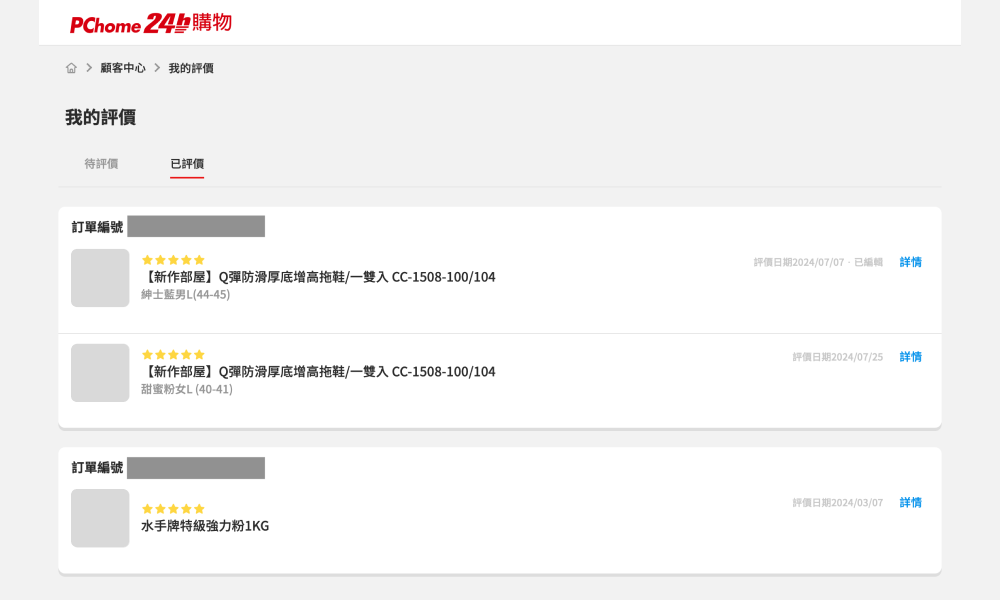 PChome 24h購物
顧客中心 > 我的評價
我的評價
待評價 已評價
訂單編號
【新作部屋】Q彈防滑厚底增高拖鞋/一雙入 CC-1508-100/104
紳士藍男L(44-45)
評價日期2024/07/07 · 已編輯 詳情
【新作部屋】Q彈防滑厚底增高拖鞋/一雙入 CC-1508-100/104
甜蜜粉女L (40-41)
評價日期2024/07/25 詳情
訂單編號
水手牌特級強力粉1KG
評價日期2024/03/07 詳情